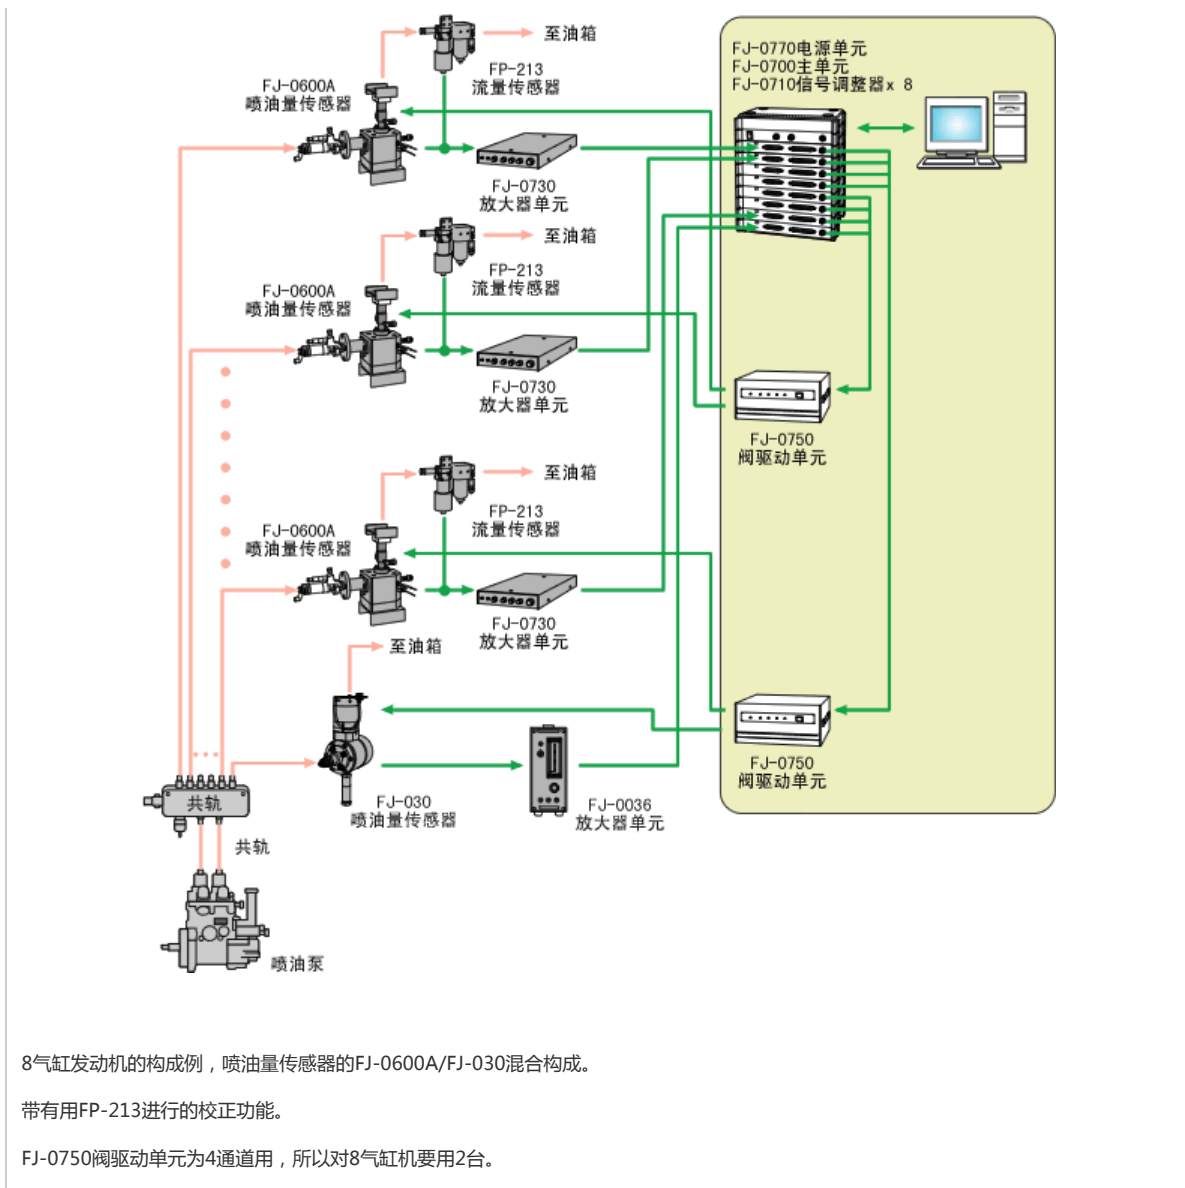 至油箱
FP-213
流量传感器
FJ-0600A
喷油量传感器
FJ-0730
放大器单元
FJ-0770电源单元
FJ-0700主单元
FJ-0710信号调整器x 8
至油箱
FP-213
流量传感器
FJ-0600A
喷油量传感器
FJ-0730
放大器单元
FJ-0750
阀驱动单元
至油箱
FP-213
流量传感器
FJ-0600A
喷油量传感器
FJ-0730
放大器单元
至油箱
FJ-030
喷油量传感器
FJ-0036
放大器单元
FJ-0750
阀驱动单元
共轨
共轨
喷油泵
8气缸发动机的构成例，喷油量传感器的FJ-0600A/FJ-030混合构成。
带有用FP-213进行的校正功能。
FJ-0750阀驱动单元为4通道用，所以对8气缸机要用2台。